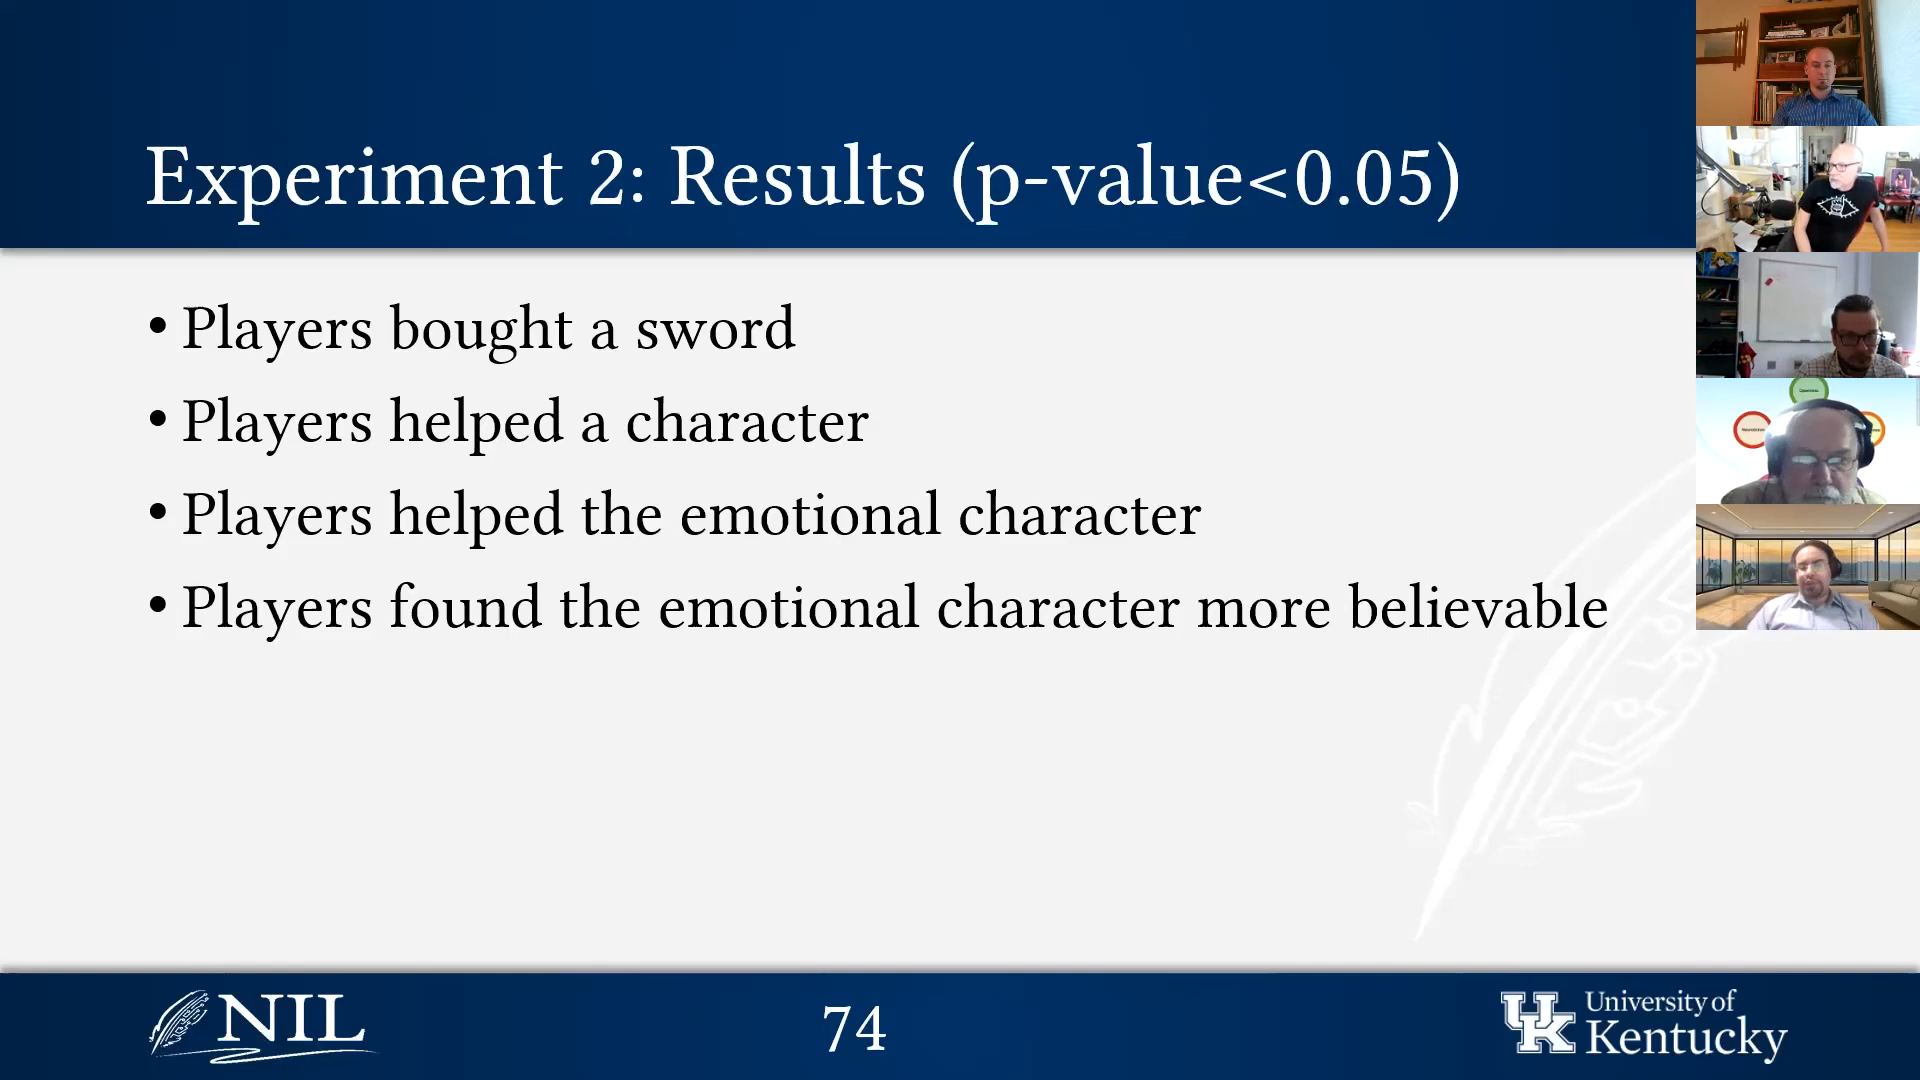 Experiment 2: Results (p-value<0.05)
• Players bought a sword
• Players helped a character
• Players helped the emotional character
• Players found the emotional character more believable
NIL
74
UK
University of
Kentucky